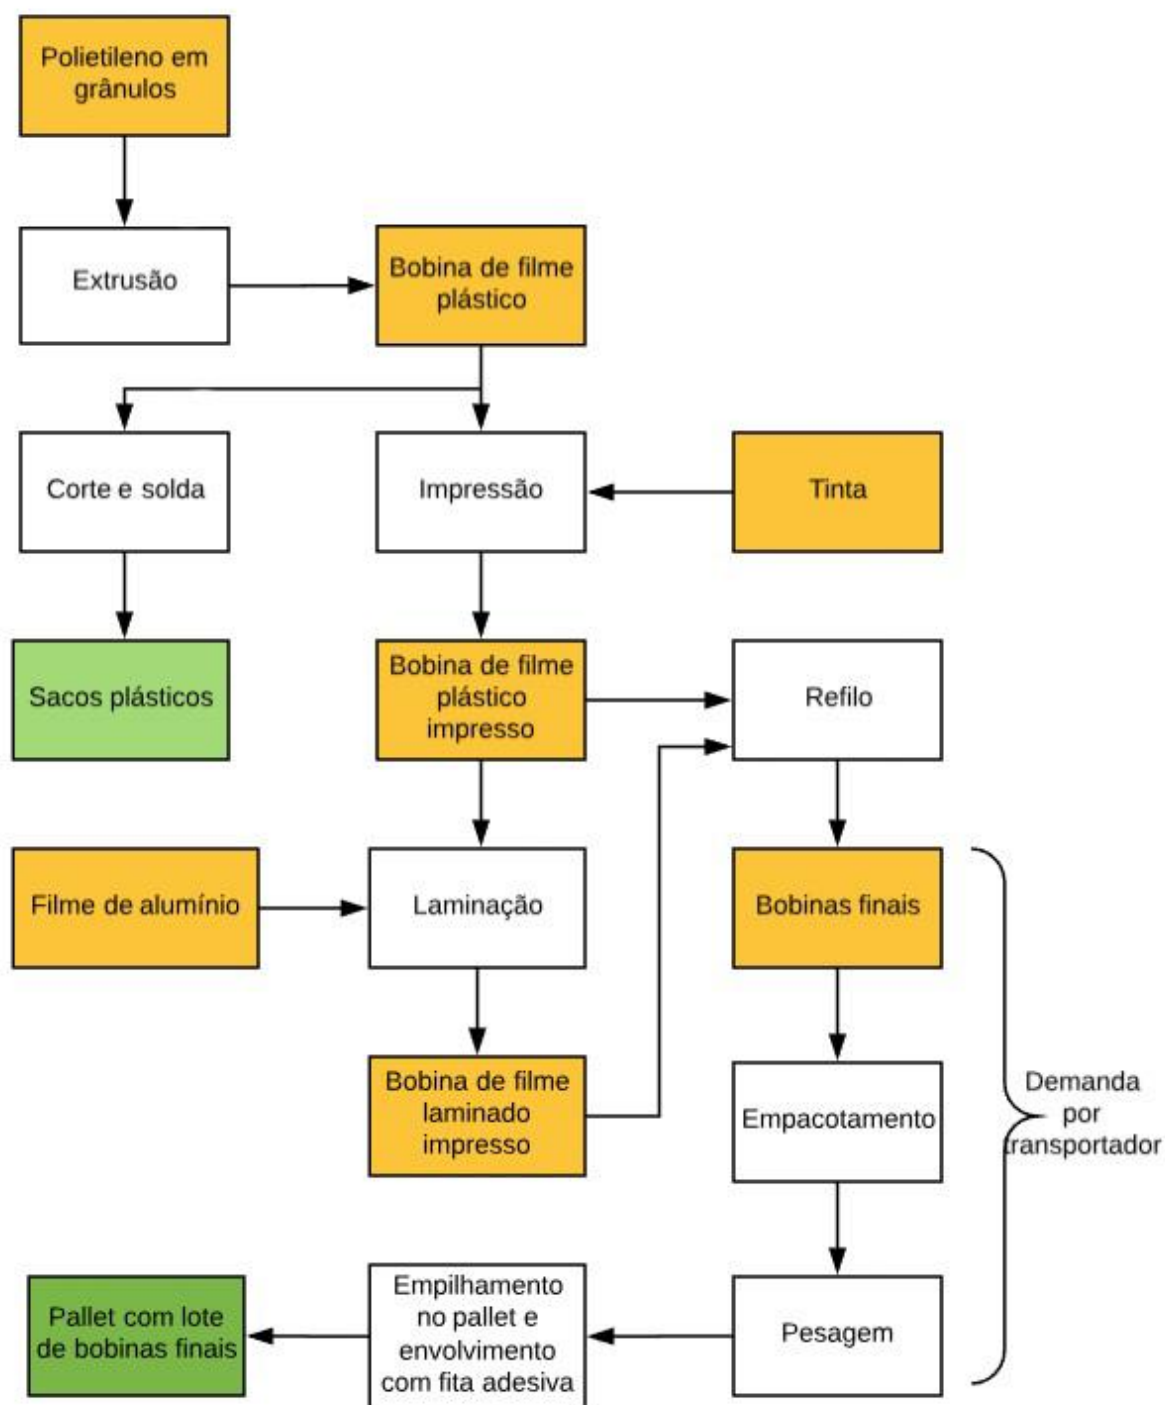 Polietileno em
grânulos
Extrusão
Bobina de filme
plástico
Corte e solda
Impressão
Tinta
Sacos plásticos
Bobina de filme
plástico
impresso
Refilo
Filme de alumínio
Laminação
Bobinas finais
Bobina de filme
laminado
impresso
Empacotamento
Demanda
por
transportador
Pallet com lote
de bobinas finais
Empilhamento
no pallet e
envolvimento
com fita adesiva
Pesagem